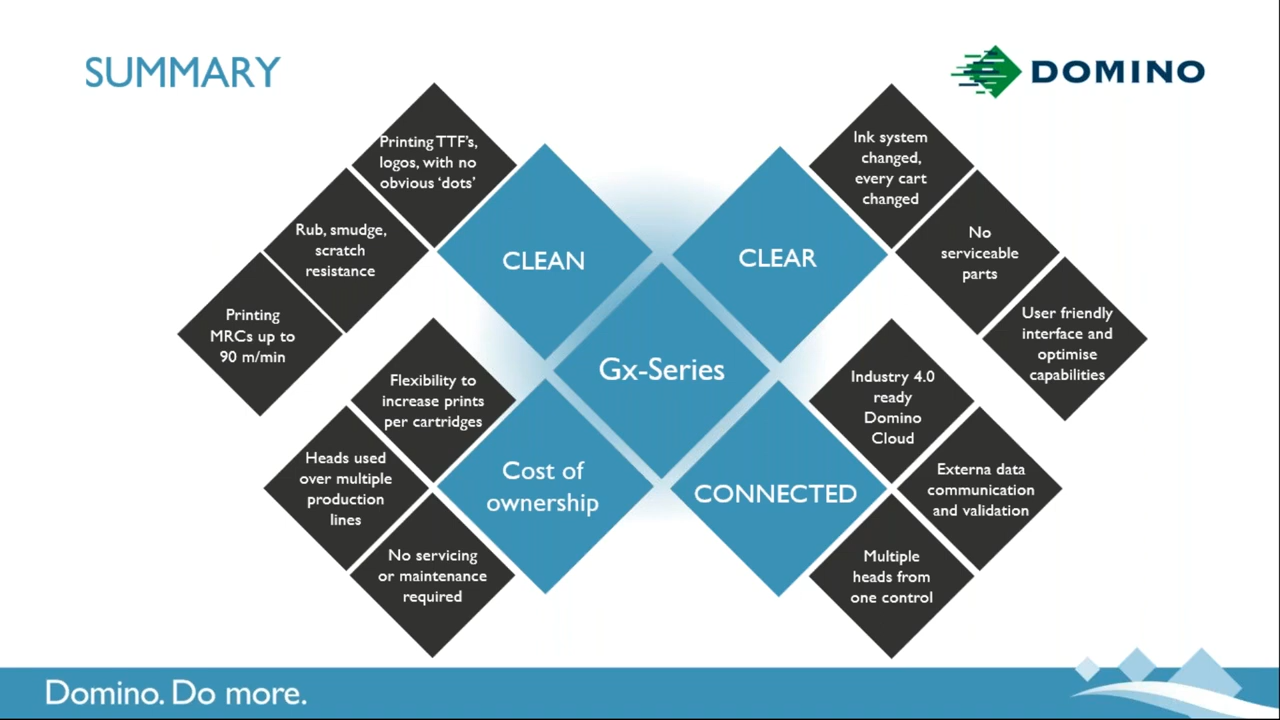 SUMMARY
DOMINO
Printing TTF's,
logos, with no
obvious ‘dots’
Rub, smudge,
scratch
resistance
Printing
MRCs up to
90 m/min
CLEAN
CLEAR
Ink system
changed,
every cart
changed
No
serviceable
parts
User friendly
interface and
optimise
capabilities
Gx-Series
Flexibility to
increase prints
per cartridges
Heads used
over multiple
production
lines
No servicing
or maintenance
required
Cost of
ownership
CONNECTED
Industry 4.0
ready
Domino
Cloud
Externa data
communication
and validation
Multiple
heads from
one control
Domino. Do more.